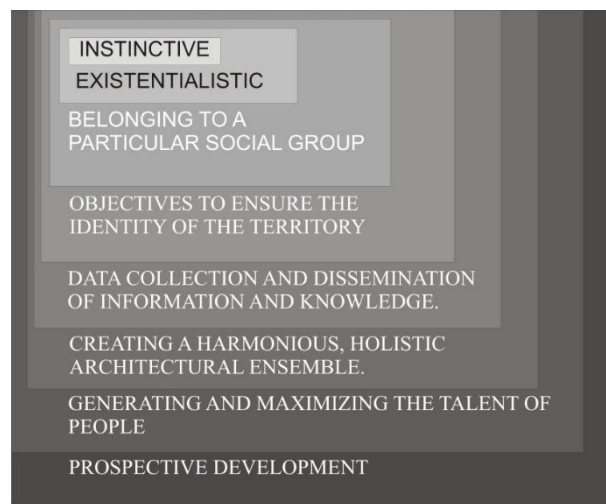 INSTINCTIVE
EXISTENTIALISTIC
BELONGING TO A
PARTICULAR SOCIAL GROUP
OBJECTIVES TO ENSURE THE
IDENTITY OF THE TERRITORY
DATA COLLECTION AND DISSEMINATION
OF INFORMATION AND KNOWLEDGE.
CREATING A HARMONIOUS, HOLISTIC
ARCHITECTURAL ENSEMBLE.
GENERATING AND MAXIMIZING THE TALENT OF
PEOPLE
PROSPECTIVE DEVELOPMENT